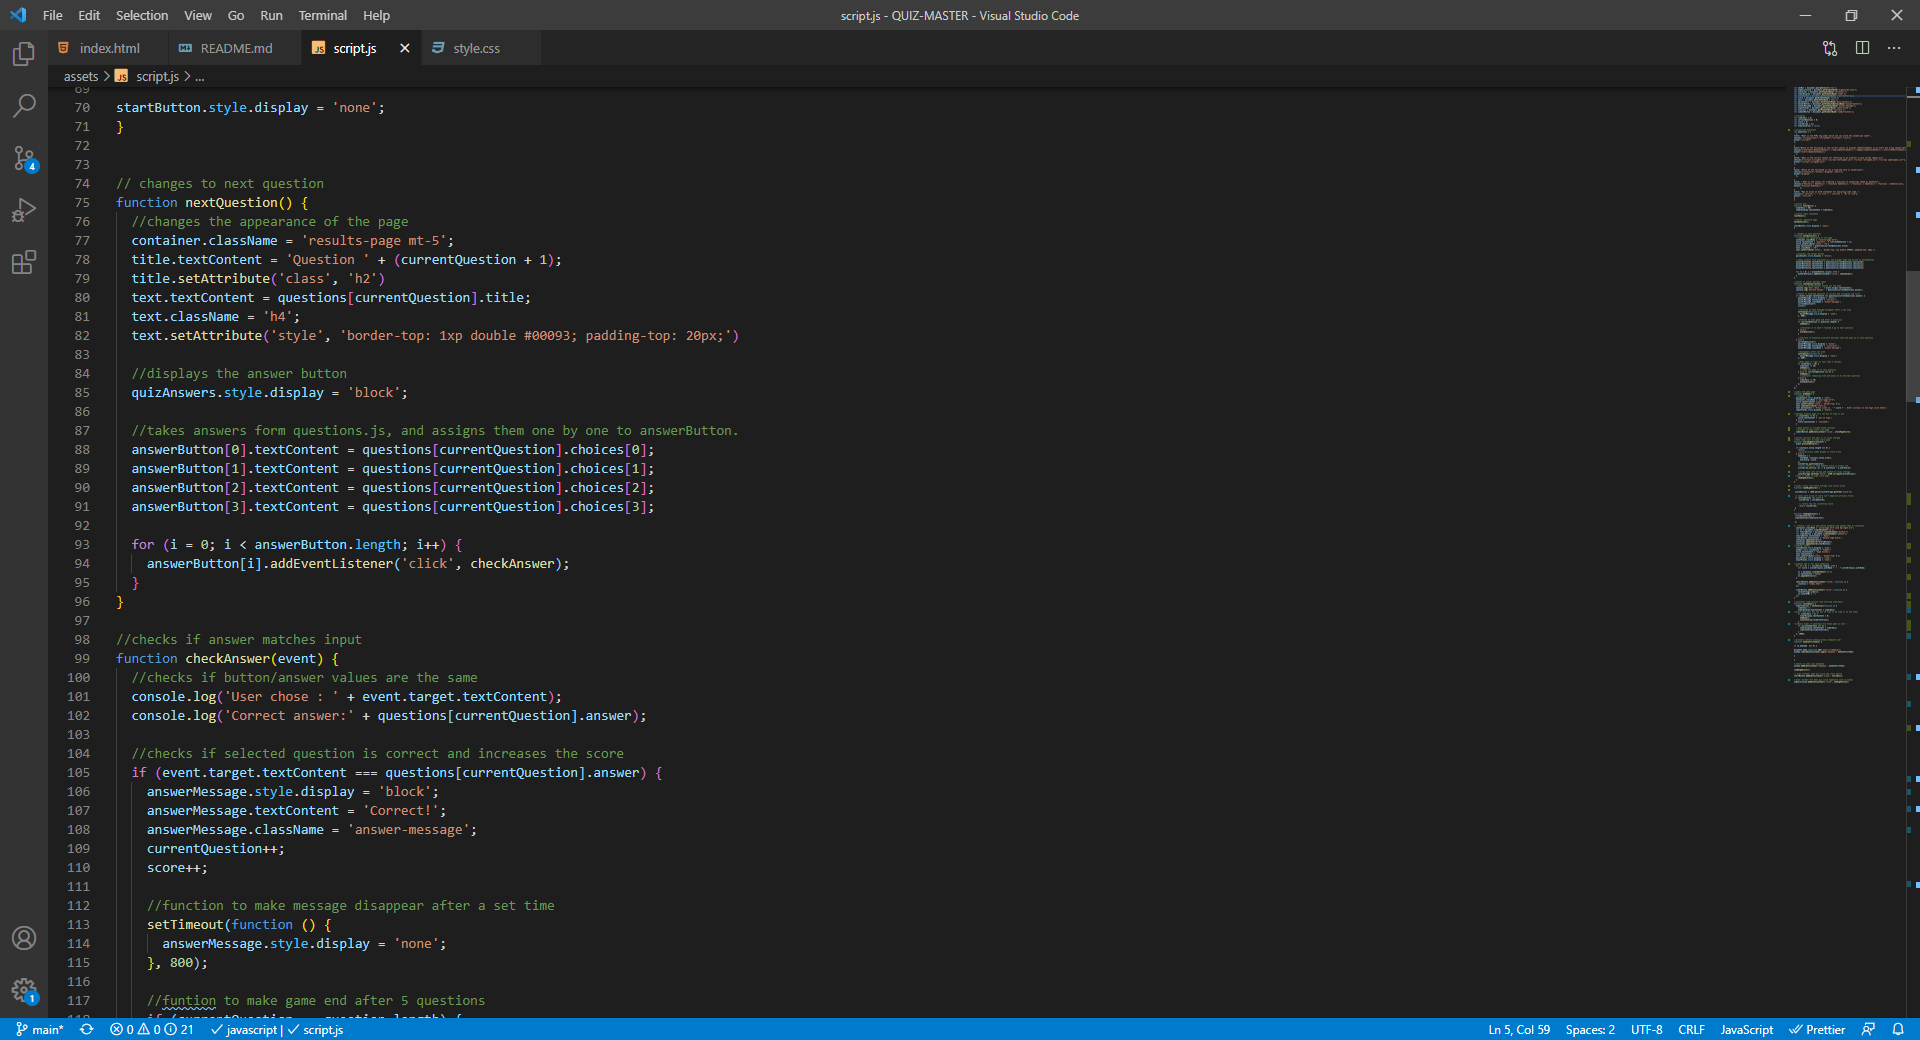 File Edit Selection View Go Run Terminal Help
script.js - QUIZ-MASTER - Visual Studio Code
index.html README.md script.js style.css
assets > script.js > ...
69
70 startButton.style.display = 'none';
71 }
72
73
74 // changes to next question
75 function nextQuestion() {
76 //changes the appearance of the page
77 container.className = 'results-page mt-5';
78 title.textContent = 'Question ' + (currentQuestion + 1);
79 title.setAttribute('class', 'h2')
80 text.textContent = questions[currentQuestion].title;
81 text.className = 'h4';
82 text.setAttribute('style', 'border-top: 1xp double #00093; padding-top: 20px;')
83
84 //displays the answer button
85 quizAnswers.style.display = 'block';
86
87 //takes answers form questions.js, and assigns them one by one to answerButton.
88 answerButton[0].textContent = questions[currentQuestion].choices[0];
89 answerButton[1].textContent = questions[currentQuestion].choices[1];
90 answerButton[2].textContent = questions[currentQuestion].choices[2];
91 answerButton[3].textContent = questions[currentQuestion].choices[3];
92
93 for (i = 0; i < answerButton.length; i++) {
94 answerButton[i].addEventListener('click', checkAnswer);
95 }
96 }
97
98 //checks if answer matches input
99 function checkAnswer(event) {
100 //checks if button/answer values are the same
101 console.log('User chose : ' + event.target.textContent);
102 console.log('Correct answer:' + questions[currentQuestion].answer);
103
104 //checks if selected question is correct and increases the score
105 if (event.target.textContent === questions[currentQuestion].answer) {
106 answerMessage.style.display = 'block';
107 answerMessage.textContent = 'Correct!';
108 answerMessage.className = 'answer-message';
109 currentQuestion++;
110 score++;
111
112 //function to make message disappear after a set time
113 setTimeout(function () {
114 answerMessage.style.display = 'none';
115 }, 800);
116
117 //funtion to make game end after 5 questions
4
1
main* 0 0 21 javascript | script.js
Ln 5, Col 59 Spaces: 2 UTF-8 CRLF JavaScript Prettier